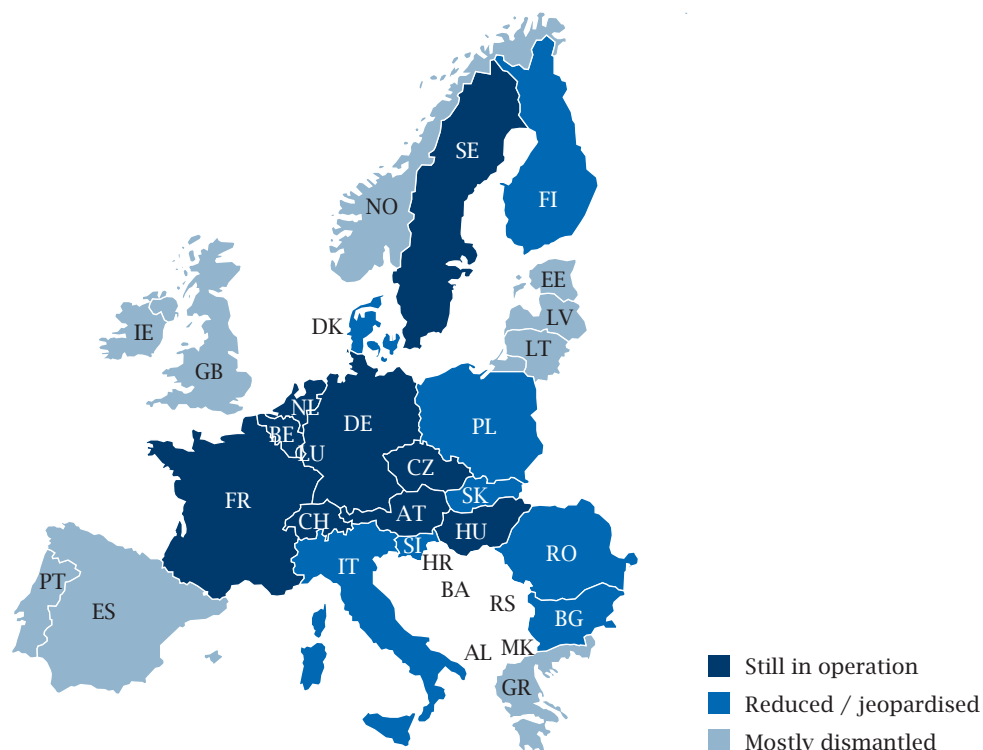 SE
FI
NO
EE
LV
LT
DK
IE
GB
NL
BE
LU
DE
PL
CZ
SK
FR
CH
AT
HU
SI
IT
HR
BA
RS
RO
BG
PT
ES
AL
MK
GR
Still in operation
Reduced / jeopardised
Mostly dismantled